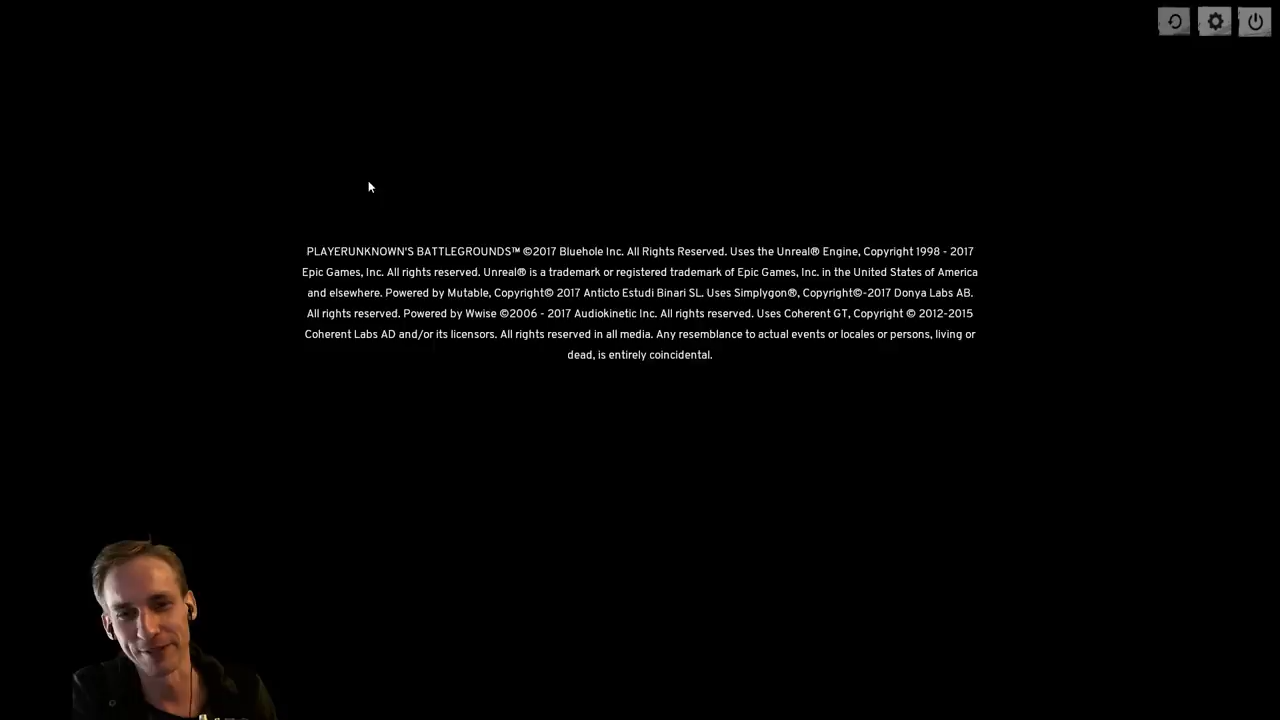 PLAYERUNKNOWN'S BATTLEGROUNDS™ ©2017 Bluehole Inc. All Rights Reserved. Uses the Unreal® Engine, Copyright 1998 - 2017
Epic Games, Inc. All rights reserved. Unreal® is a trademark or registered trademark of Epic Games, Inc. in the United States of America
and elsewhere. Powered by Mutable, Copyright© 2017 Anticto Estudi Binari SL. Uses Simplygon®, Copyright©-2017 Donya Labs AB.
All rights reserved. Powered by Wwise ©2006 - 2017 Audiokinetic Inc. All rights reserved. Uses Coherent GT, Copyright © 2012-2015
Coherent Labs AD and/or its licensors. All rights reserved in all media. Any resemblance to actual events or locales or persons, living or
dead, is entirely coincidental.